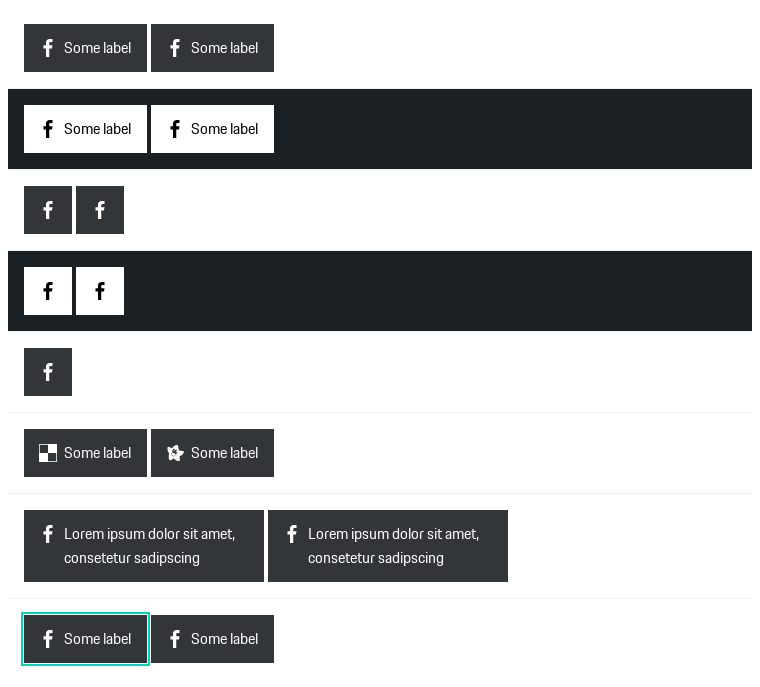 Some label Some label
Some label Some label
Some label Some label
Lorem ipsum dolor sit amet, Lorem ipsum dolor sit amet,
consetetur sadipscing consetetur sadipscing
Some label Some label